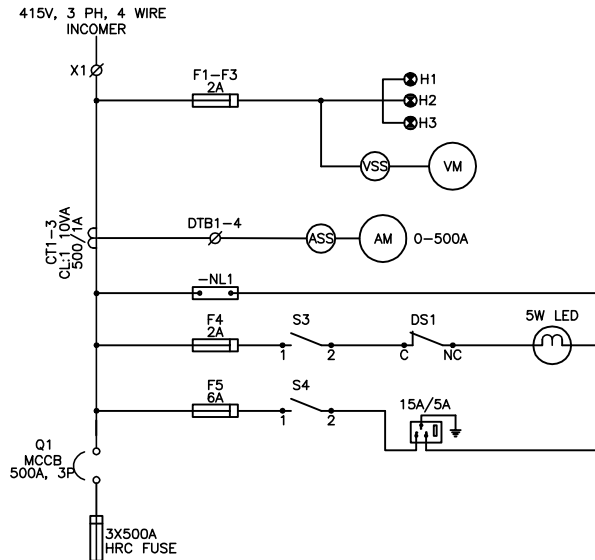 415V, 3 PH, 4 WIRE
INCOMER
X1
F1-F3
2A
H1
H2
H3
VSS
VM
CT1-3
CL:1 10VA
500/1A
DTB1-4
ASS
AM
0-500A
-NL1
F4
2A
S3
1
2
DS1
C
NC
5W LED
F5
6A
S4
1
2
15A/5A
Q1
MCCB
500A, 3P
3X500A
HRC FUSE